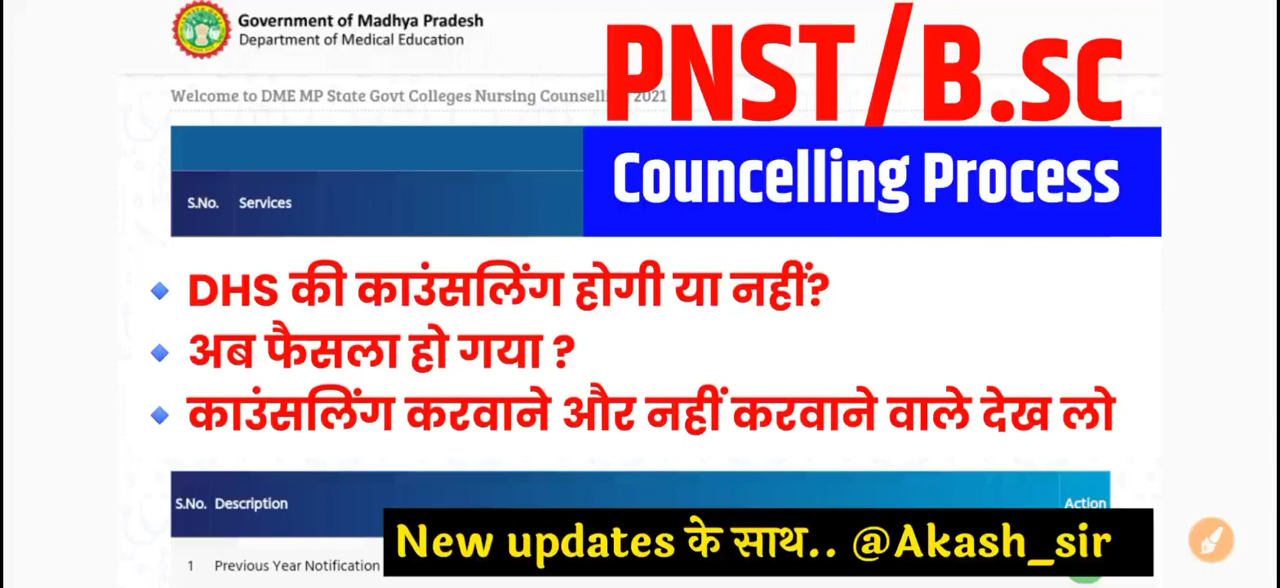 Government of Madhya Pradesh
Department of Medical Education
PNST/B.sc
Welcome to DME MP State Govt Colleges Nursing 2021
Councelling Process
S.No. Services
DHS की काउंसलिंग होगी या नहीं?
अब फैसला हो गया ?
काउंसलिंग करवाने और नहीं करवाने वाले देख लो
S.No. Description Action
New updates के साथ.. @Akash_sir
1 Previous Year Notification